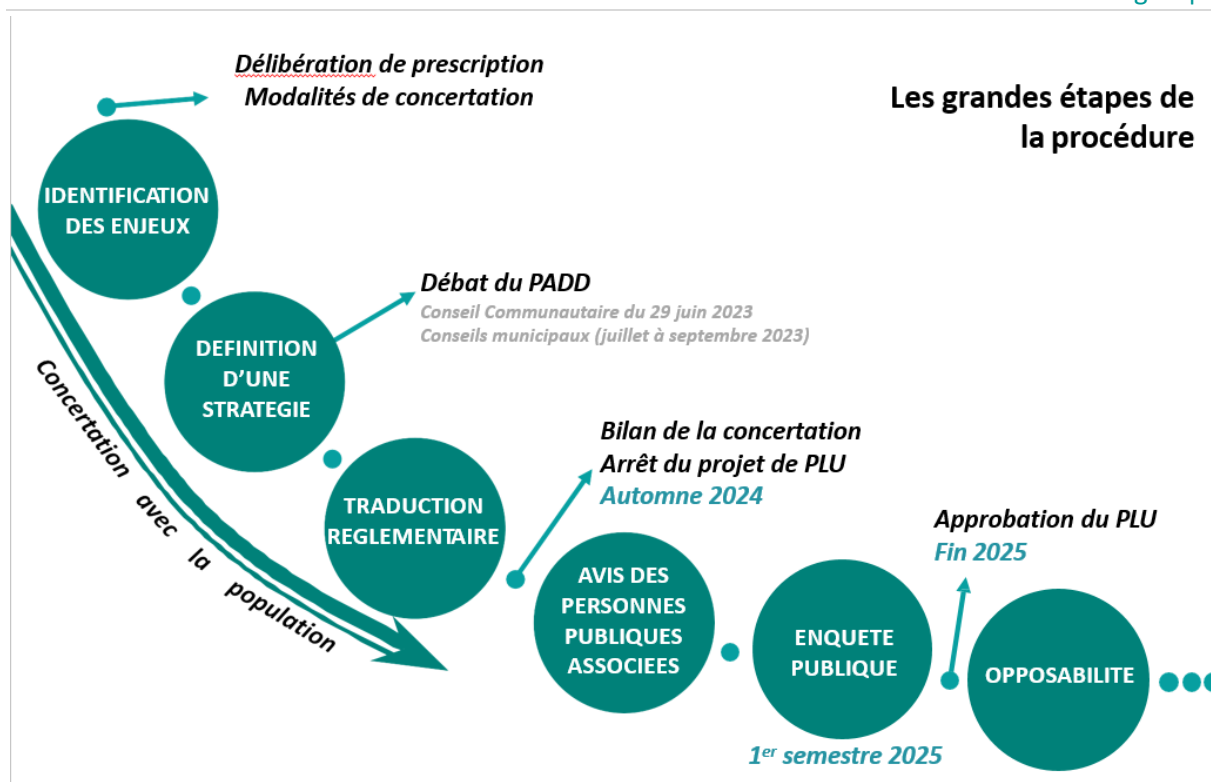 Délibération de prescription
Modalités de concertation
Les grandes étapes de
la procédure
IDENTIFICATION
DES ENJEUX
Débat du PADD
Conseil Communautaire du 29 juin 2023
Conseils municipaux (juillet à septembre 2023)
DEFINITION
D’UNE
STRATEGIE
Concertation avec la population
Bilan de la concertation
Arrêt du projet de PLU
Automne 2024
TRADUCTION
REGLEMENTAIRE
AVIS DES
PERSONNES
PUBLIQUES
ASSOCIEES
Approbation du PLU
Fin 2025
ENQUETE
PUBLIQUE
1er semestre 2025
OPPOSABILITE